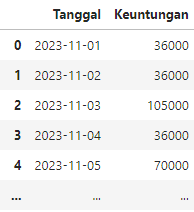 Tanggal Keuntungan
0 2023-11-01 36000
1 2023-11-02 36000
2 2023-11-03 105000
3 2023-11-04 36000
4 2023-11-05 70000
... ... ...